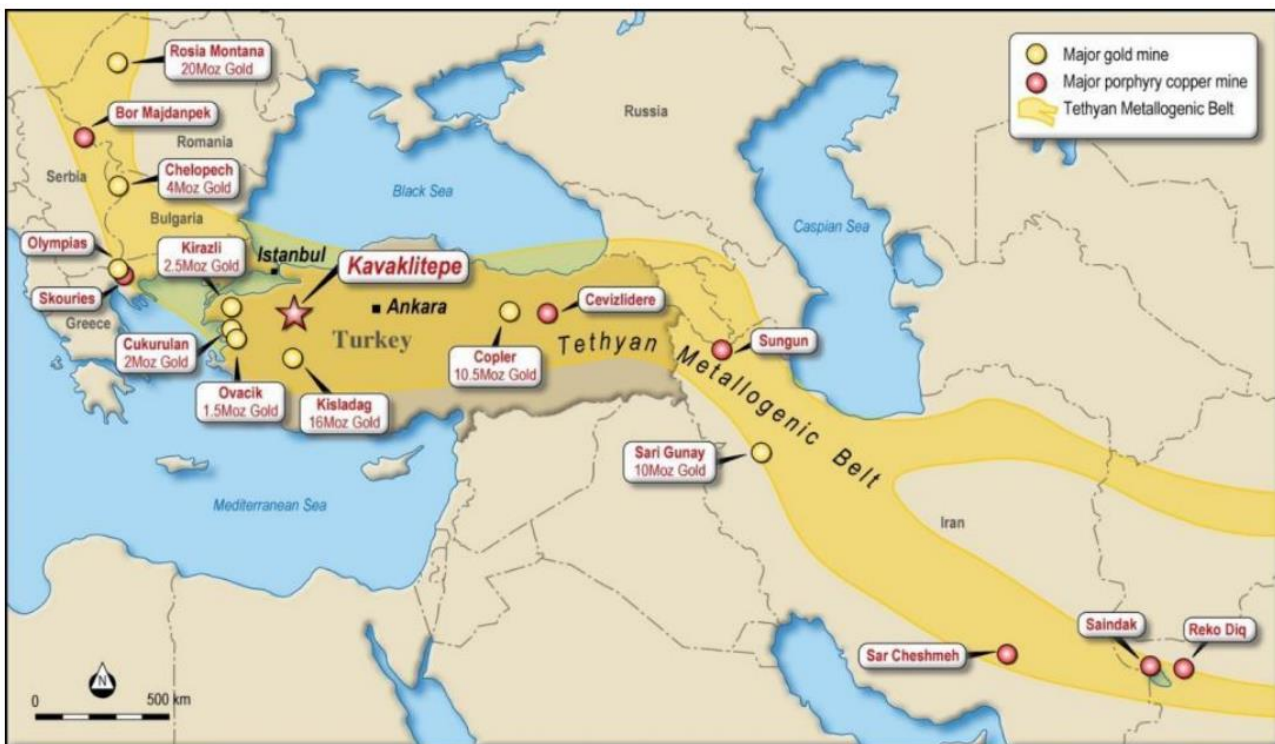 Rosia Montana
20Moz Gold
Bor Majdanpek
Romania
Serbia
Chelopech
4Moz Gold
Bulgaria
Olympias
Kirazli
2.5Moz Gold
Istanbul
Skouries
Greece
Cukurulan
2Moz Gold
Ovacik
1.5Moz Gold
Kisladag
16Moz Gold
Kavaklitepe
Ankara
Turkey
Black Sea
Russia
Caspian Sea
Major gold mine
Major porphyry copper mine
Tethyan Metallogenic Belt
Copler
10.5Moz Gold
Cevizlidere
Sungun
Tethyan Metallogenic Belt
Sari Gunay
10Moz Gold
Mediterranean Sea
Iran
Sar Cheshmeh
Saindak
Reko Diq
N
0 500 km